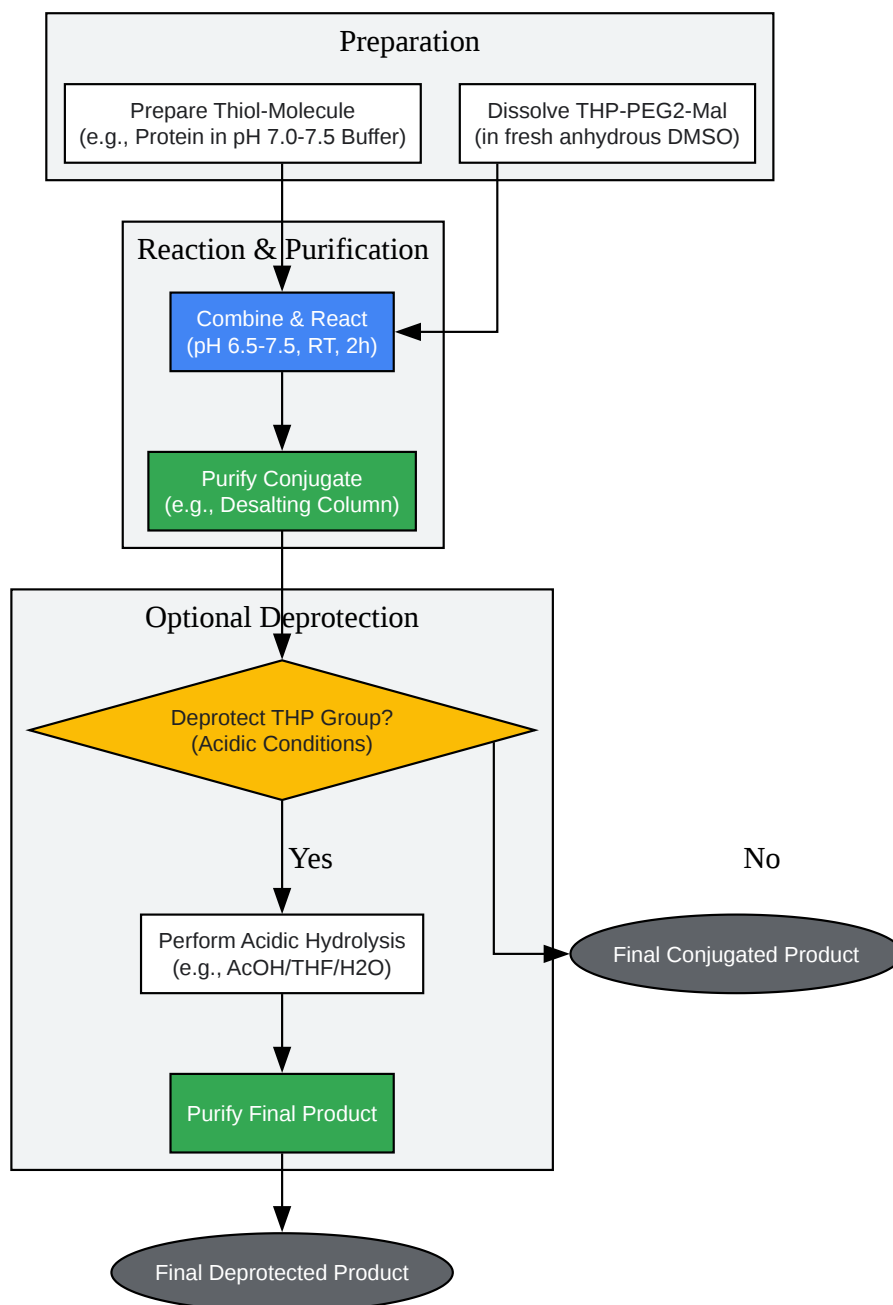 Preparation
Prepare Thiol-Molecule
(e.g., Protein in pH 7.0-7.5 Buffer)
Dissolve THP-PEG2-Mal
(in fresh anhydrous DMSO)
Reaction & Purification
Combine & React
(pH 6.5-7.5, RT, 2h)
Purify Conjugate
(e.g., Desalting Column)
Optional Deprotection
Deprotect THP Group?
(Acidic Conditions)
Yes
No
Perform Acidic Hydrolysis
(e.g., AcOH/THF/H2O)
Final Conjugated Product
Purify Final Product
Final Deprotected Product